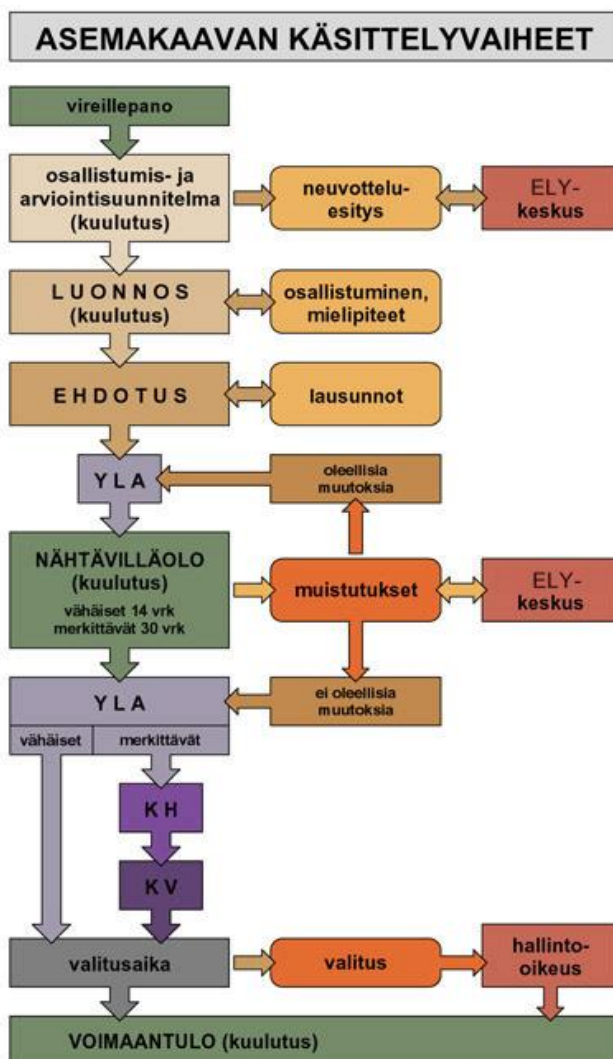 ASEMAKAAVAN KÄSITTELYVAIHEET
vireillepano
osallistumis- ja
arviointisuunnitelma
(kuulutus)
neuvottelu-
esitys
ELY-
keskus
LUONNOS
(kuulutus)
osallistuminen,
mielipiteet
EHDOTUS
lausunnot
YLA
oleellisia
muutoksia
NÄHTÄVILLÄOLO
(kuulutus)
vähäiset 14 vrk
merkittävät 30 vrk
muistutukset
ELY-
keskus
YLA
ei oleellisia
muutoksia
vähäiset
merkittävät
KH
KV
valitusaika
valitus
hallinto-
oikeus
VOIMAANTULO (kuulutus)